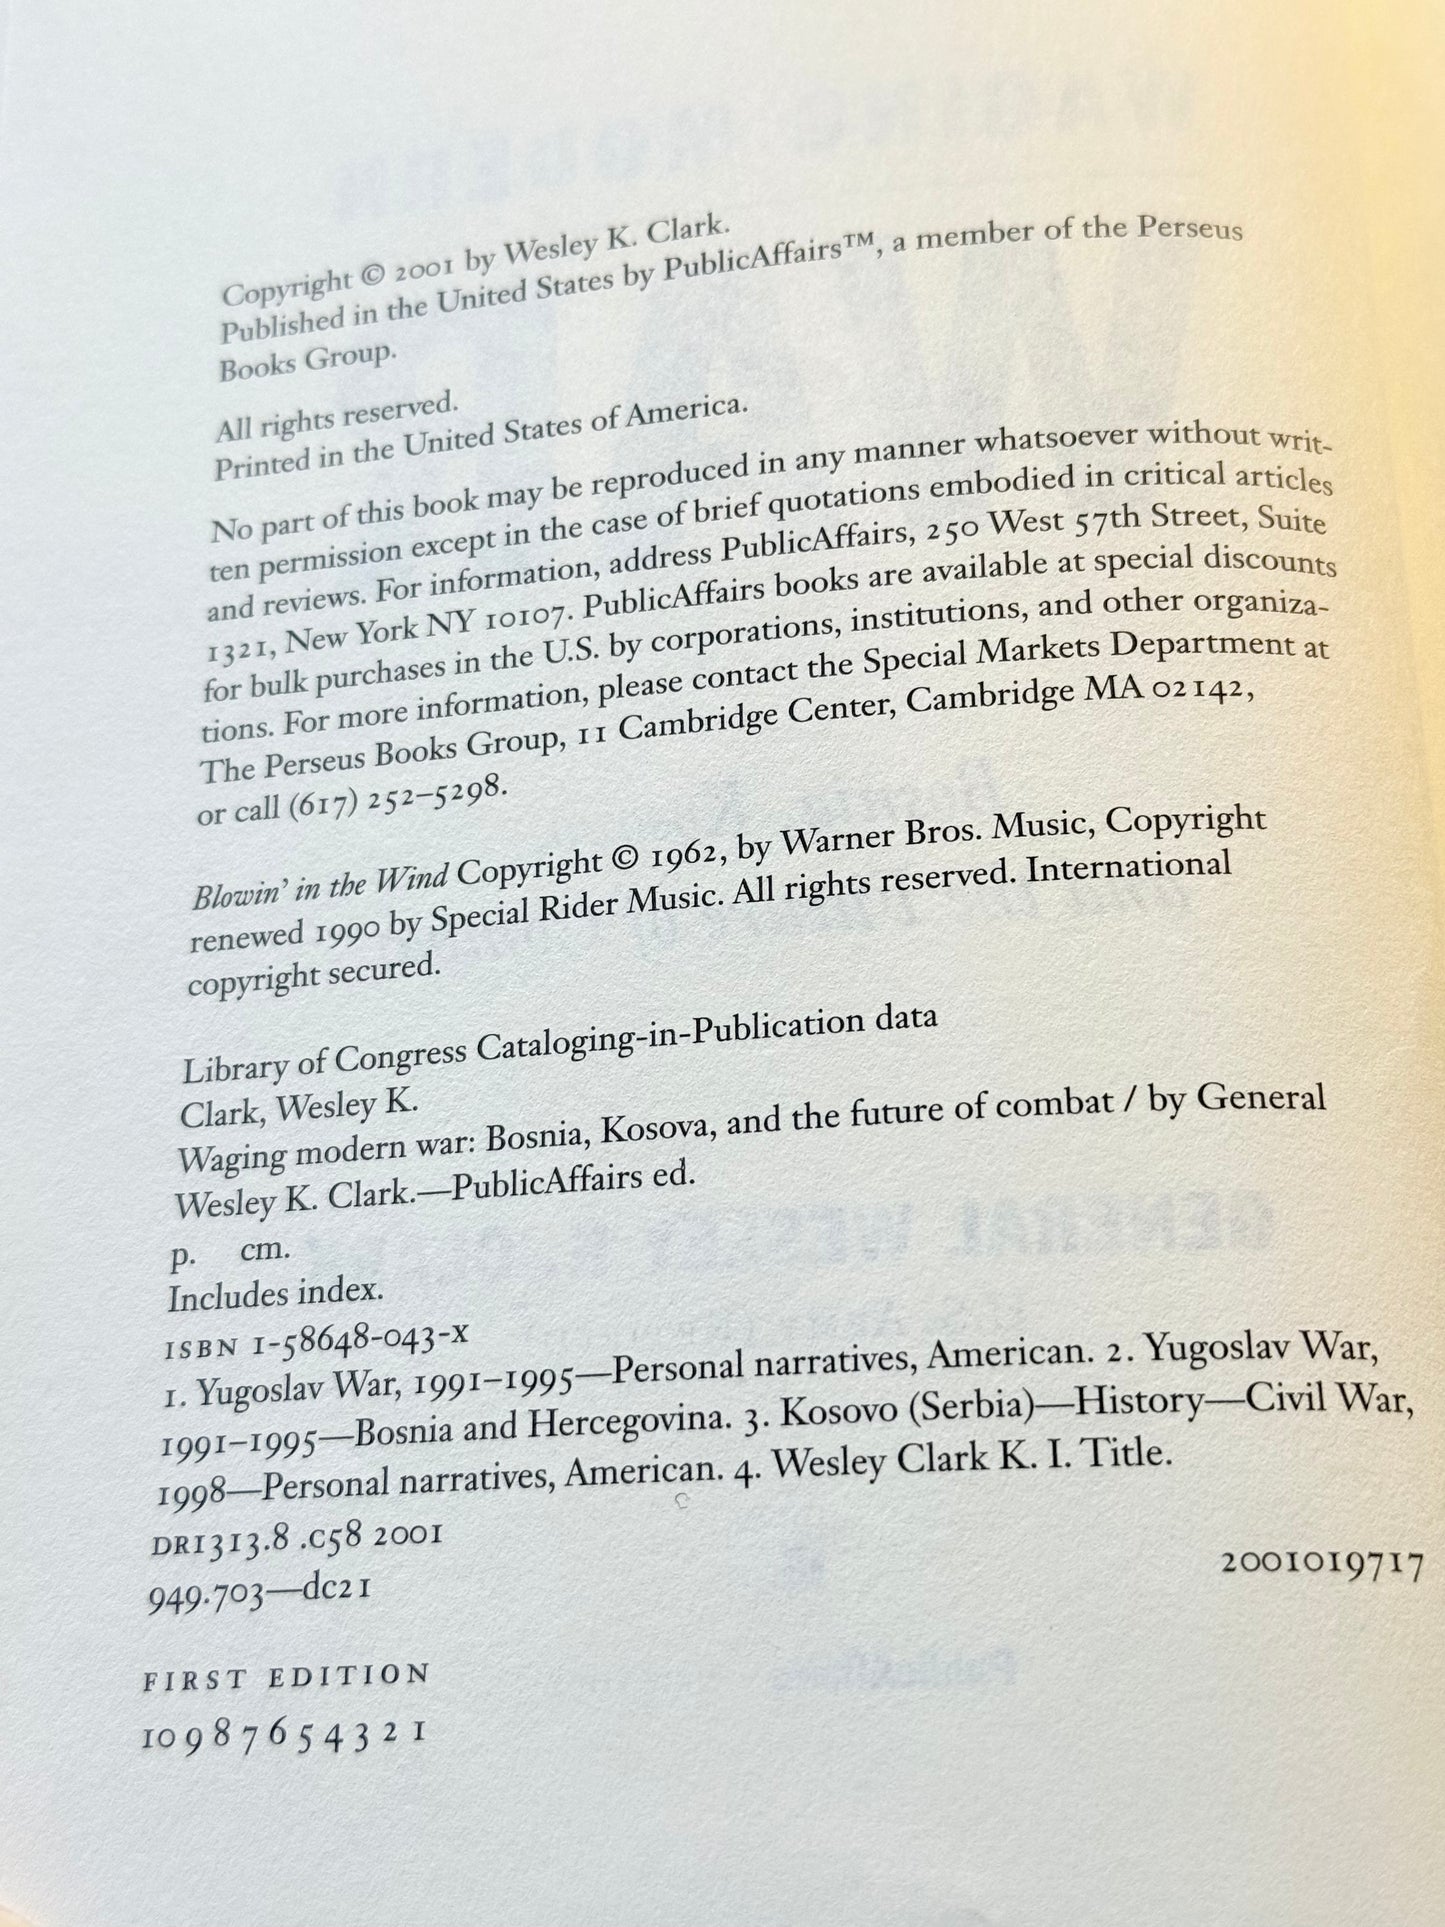 Copyright © 2001 by Wesley K. Clark.
Published in the United States by PublicAffairs™, a member of the Perseus
Books Group.
All rights reserved.
Printed in the United States of America.
No part of this book may be reproduced in any manner whatsoever without writ-
ten permission except in the case of brief quotations embodied in critical articles
and reviews. For information, address PublicAffairs, 250 West 57th Street, Suite
1321, New York NY 10107. PublicAffairs books are available at special discounts
for bulk purchases in the U.S. by corporations, institutions, and other organiza-
tions. For more information, please contact the Special Markets Department at
The Perseus Books Group, 11 Cambridge Center, Cambridge MA 02142,
or call (617) 252–5298.
Blowin' in the Wind Copyright © 1962, by Warner Bros. Music, Copyright
renewed 1990 by Special Rider Music. All rights reserved. International
copyright secured.
Library of Congress Cataloging-in-Publication data
Clark, Wesley K.
Waging modern war: Bosnia, Kosova, and the future of combat / by General
Wesley K. Clark.—PublicAffairs ed.
p. cm.
Includes index.
ISBN 1-58648-043-X
1. Yugoslav War, 1991–1995—Personal narratives, American. 2. Yugoslav War,
1991–1995—Bosnia and Hercegovina. 3. Kosovo (Serbia)—History—Civil War,
1998—Personal narratives, American. 4. Wesley Clark K. I. Title.
DR1313.8 .C58 2001
949.703—dc21 2001019717
FIRST EDITION
10 9 8 7 6 5 4 3 2 1